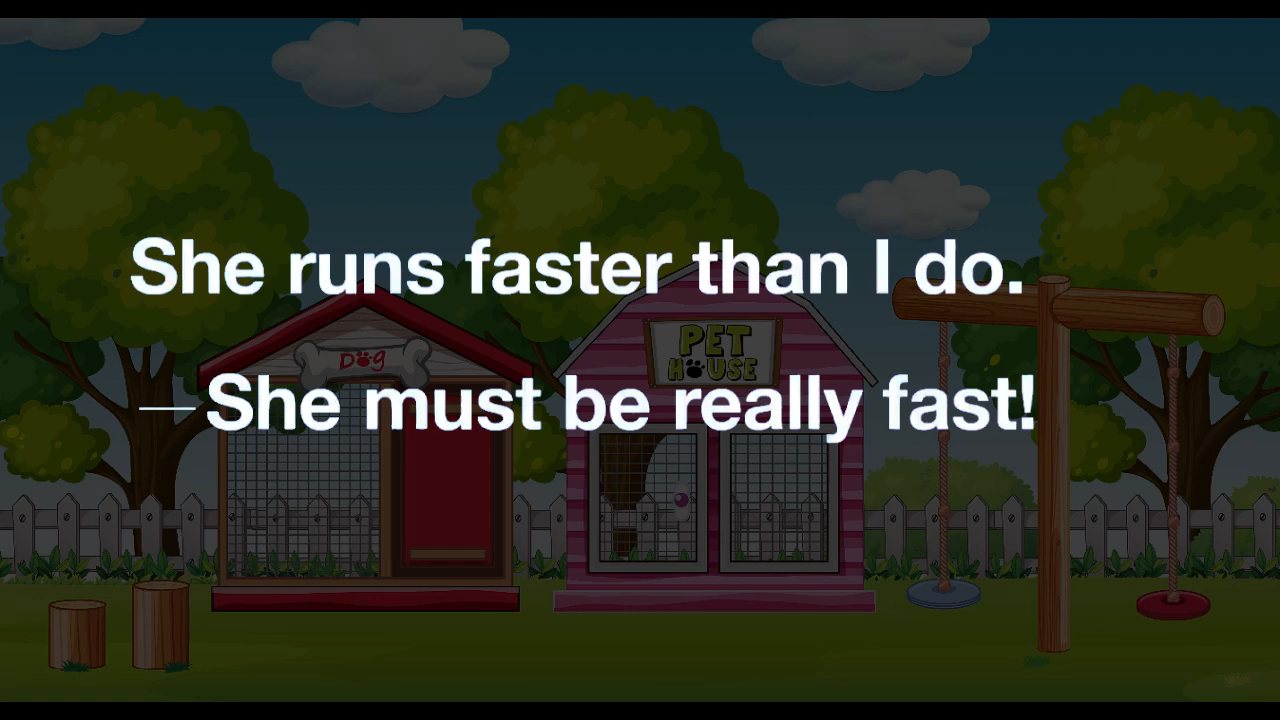 She runs faster than I do.
— She must be really fast!
Dog
PET
HOUSE